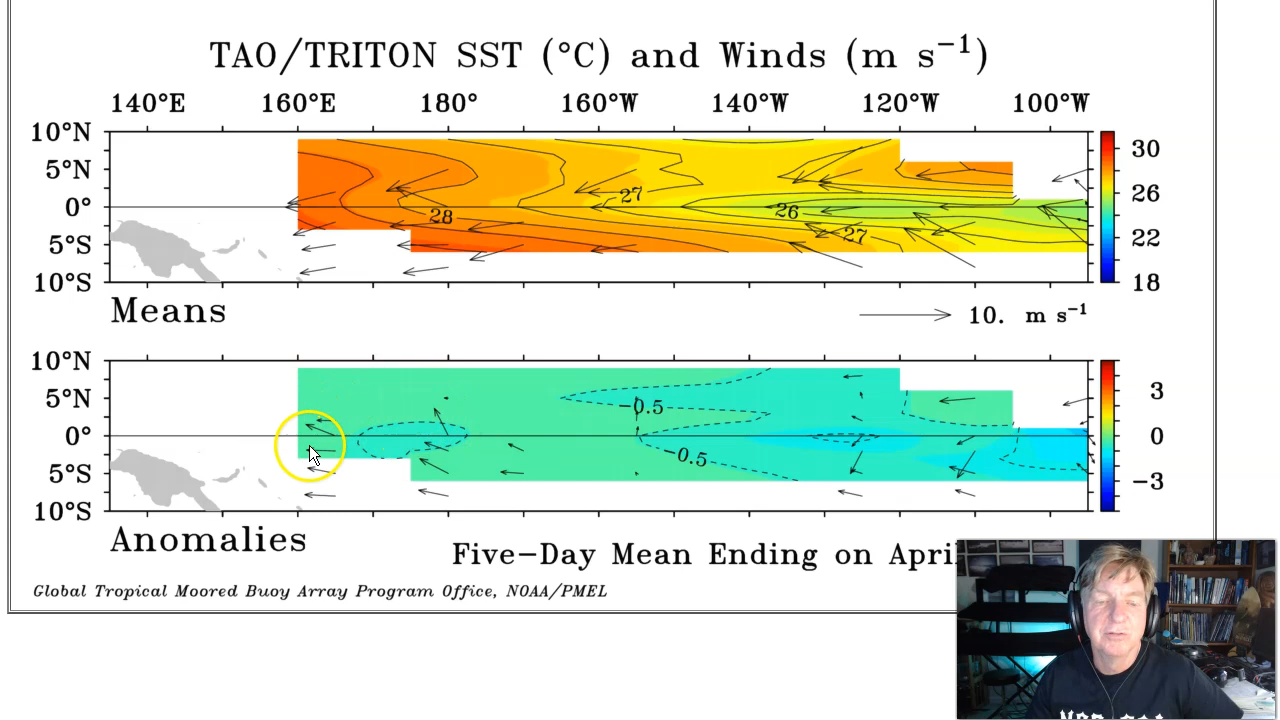 TAO/TRITON SST (°C) and Winds (m s⁻¹)
140°E 160°E 180° 160°W 140°W 120°W 100°W
10°N
5°N
0°
5°S
10°S
27
28
26
27
30
26
22
18
Means
10. m s⁻¹
10°N
5°N
0°
5°S
10°S
-0.5
-0.5
3
0
-3
Anomalies
Five-Day Mean Ending on April
Global Tropical Moored Buoy Array Program Office, NOAA/PMEL